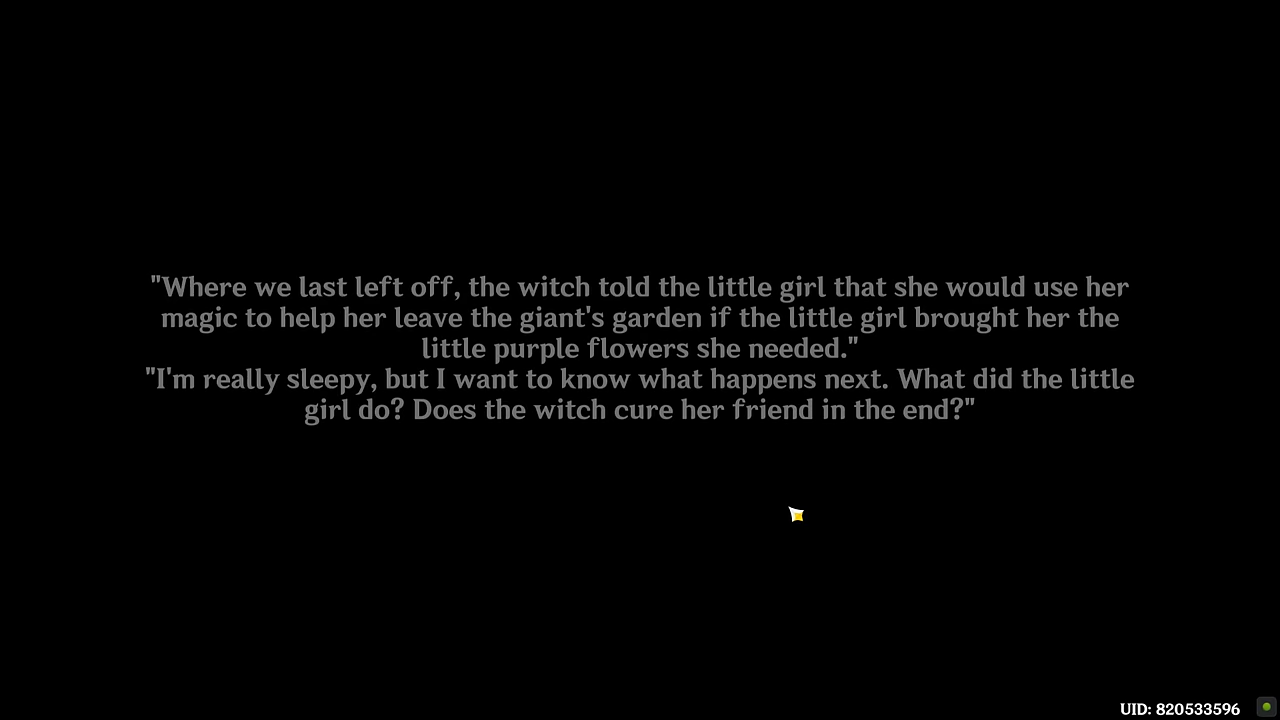 "Where we last left off, the witch told the little girl that she would use her
magic to help her leave the giant's garden if the little girl brought her the
little purple flowers she needed."
"I'm really sleepy, but I want to know what happens next. What did the little
girl do? Does the witch cure her friend in the end?"
UID: 820533596